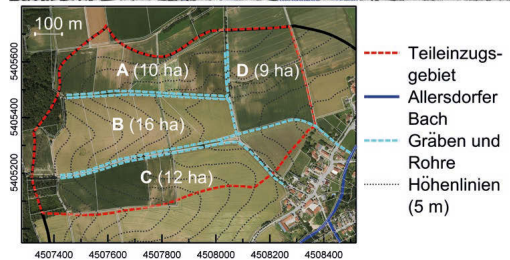 100 m
A (10 ha)
D (9 ha)
B (16 ha)
C (12 ha)
5405600
5405400
5405200
4507400 4507600 4507800 4508000 4508200 4508400
Teileinzugs-
gebiet
Allersdorfer
Bach
Gräben und
Rohre
Höhenlinien
(5 m)